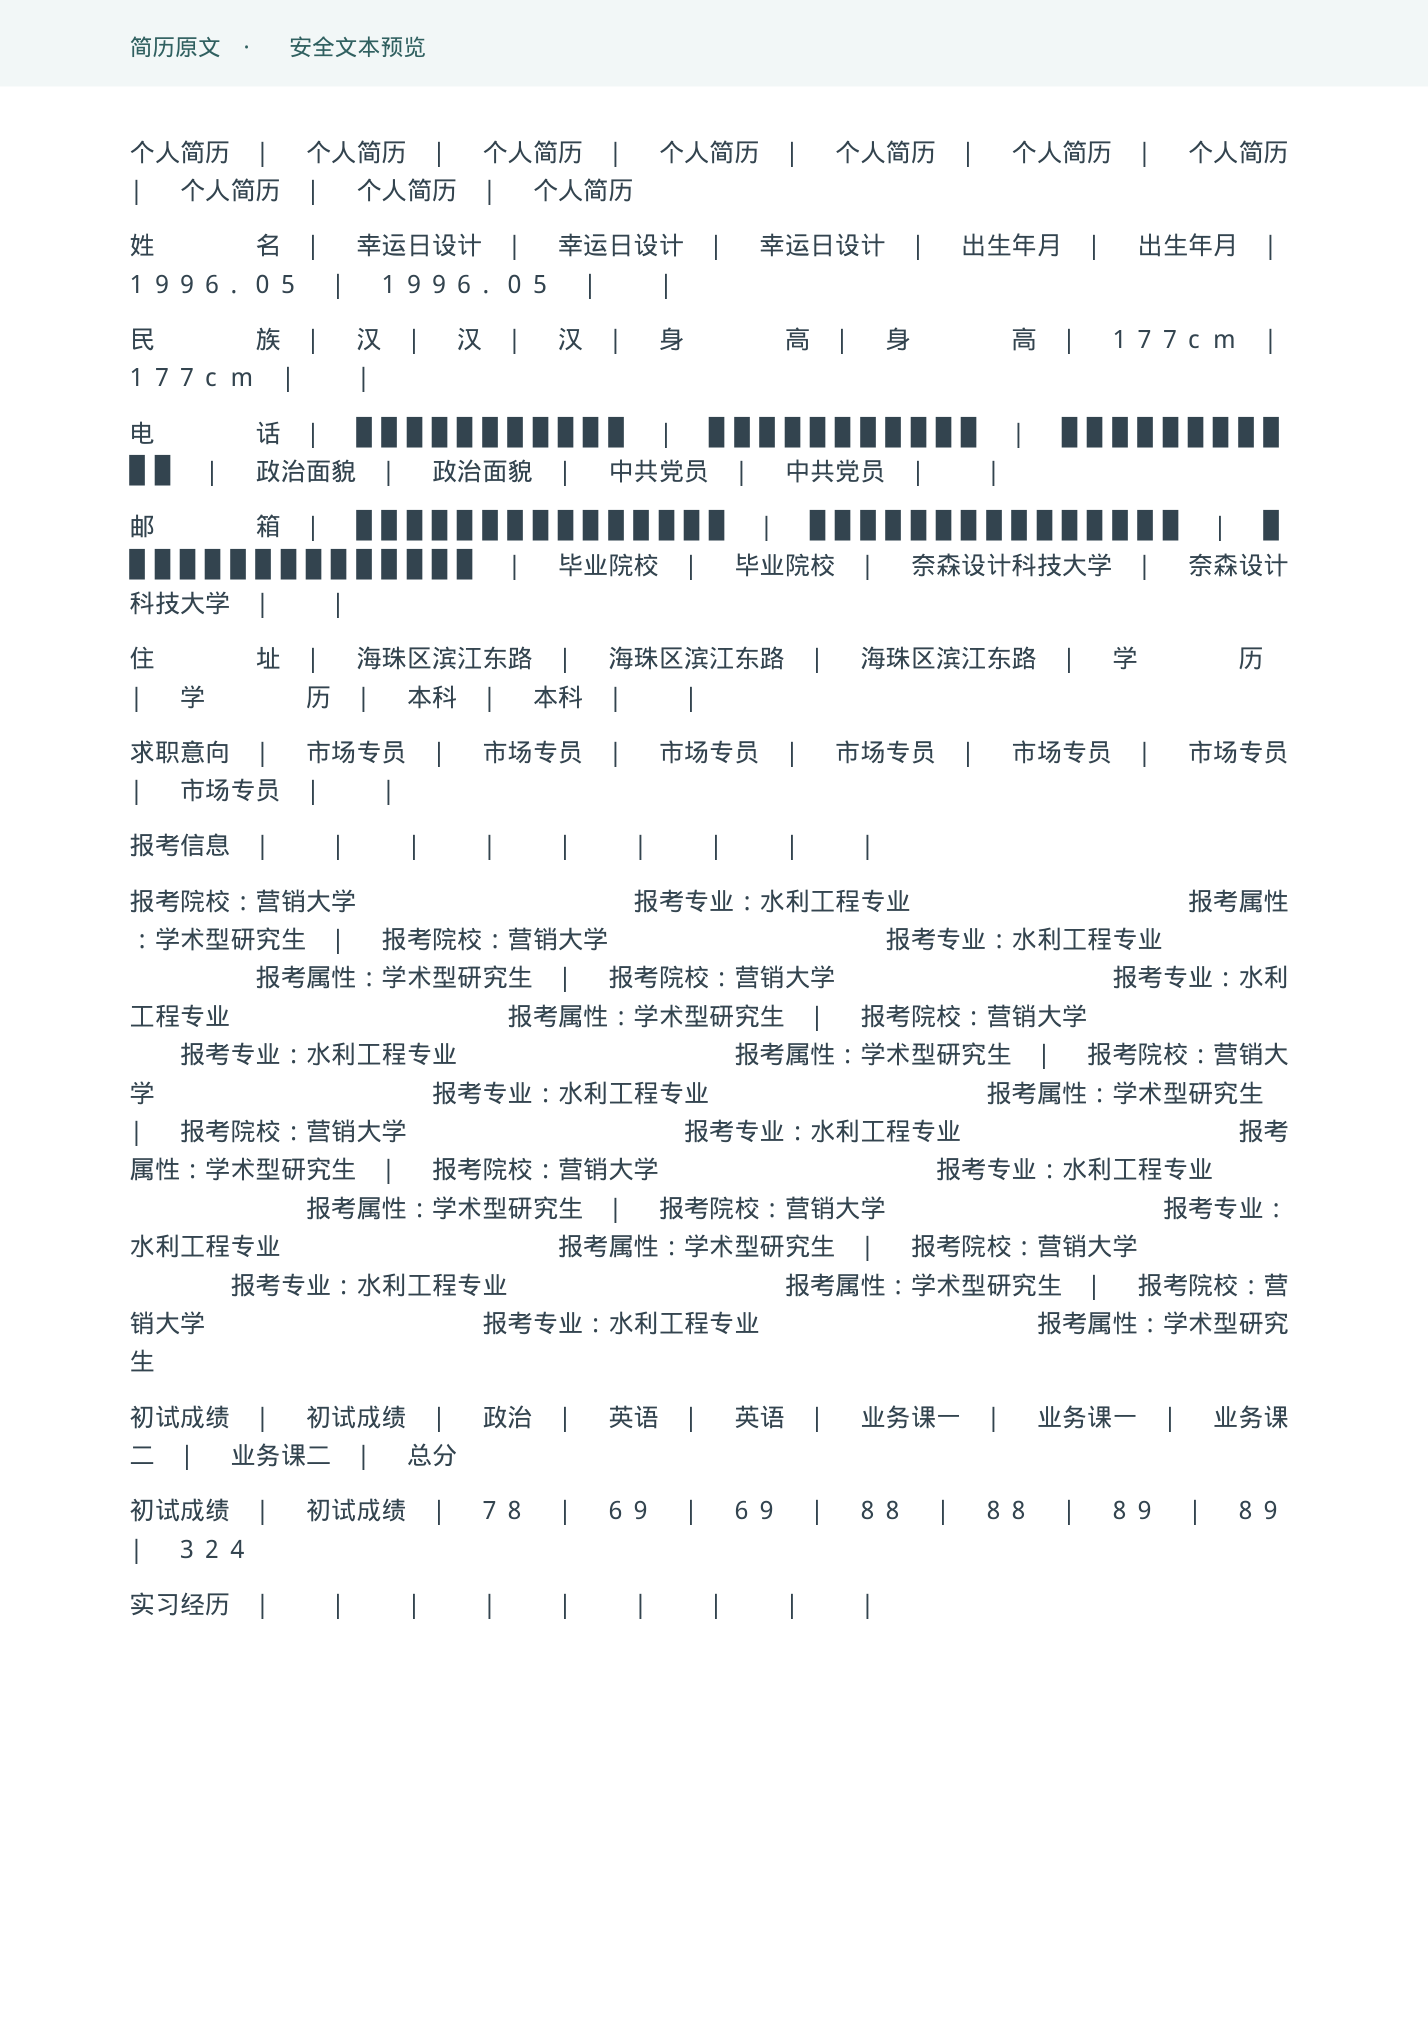 简历原文 · 安全文本预览
个人简历 | 个人简历 | 个人简历 | 个人简历 | 个人简历 | 个人简历 | 个人简历
| 个人简历 | 个人简历 | 个人简历
姓 名 | 幸运日设计 | 幸运日设计 | 幸运日设计 | 出生年月 | 出生年月 |
1996.05 | 1996.05 | |
民 族 | 汉 | 汉 | 汉 | 身 高 | 身 高 | 177cm |
177cm | |
电 话 | ███████████ | ███████████ | █████████
██ | 政治面貌 | 政治面貌 | 中共党员 | 中共党员 | |
邮 箱 | ███████████████ | ███████████████ | █
██████████████ | 毕业院校 | 毕业院校 | 奈森设计科技大学 | 奈森设计
科技大学 | |
住 址 | 海珠区滨江东路 | 海珠区滨江东路 | 海珠区滨江东路 | 学 历
| 学 历 | 本科 | 本科 | |
求职意向 | 市场专员 | 市场专员 | 市场专员 | 市场专员 | 市场专员 | 市场专员
| 市场专员 | |
报考信息 | | | | | | | | |
报考院校：营销大学 报考专业：水利工程专业 报考属性
：学术型研究生 | 报考院校：营销大学 报考专业：水利工程专业
报考属性：学术型研究生 | 报考院校：营销大学 报考专业：水利
工程专业 报考属性：学术型研究生 | 报考院校：营销大学
报考专业：水利工程专业 报考属性：学术型研究生 | 报考院校：营销大
学 报考专业：水利工程专业 报考属性：学术型研究生
| 报考院校：营销大学 报考专业：水利工程专业 报考
属性：学术型研究生 | 报考院校：营销大学 报考专业：水利工程专业
报考属性：学术型研究生 | 报考院校：营销大学 报考专业：
水利工程专业 报考属性：学术型研究生 | 报考院校：营销大学
报考专业：水利工程专业 报考属性：学术型研究生 | 报考院校：营
销大学 报考专业：水利工程专业 报考属性：学术型研究
生
初试成绩 | 初试成绩 | 政治 | 英语 | 英语 | 业务课一 | 业务课一 | 业务课
二 | 业务课二 | 总分
初试成绩 | 初试成绩 | 78 | 69 | 69 | 88 | 88 | 89 | 89
| 324
实习经历 | | | | | | | | |